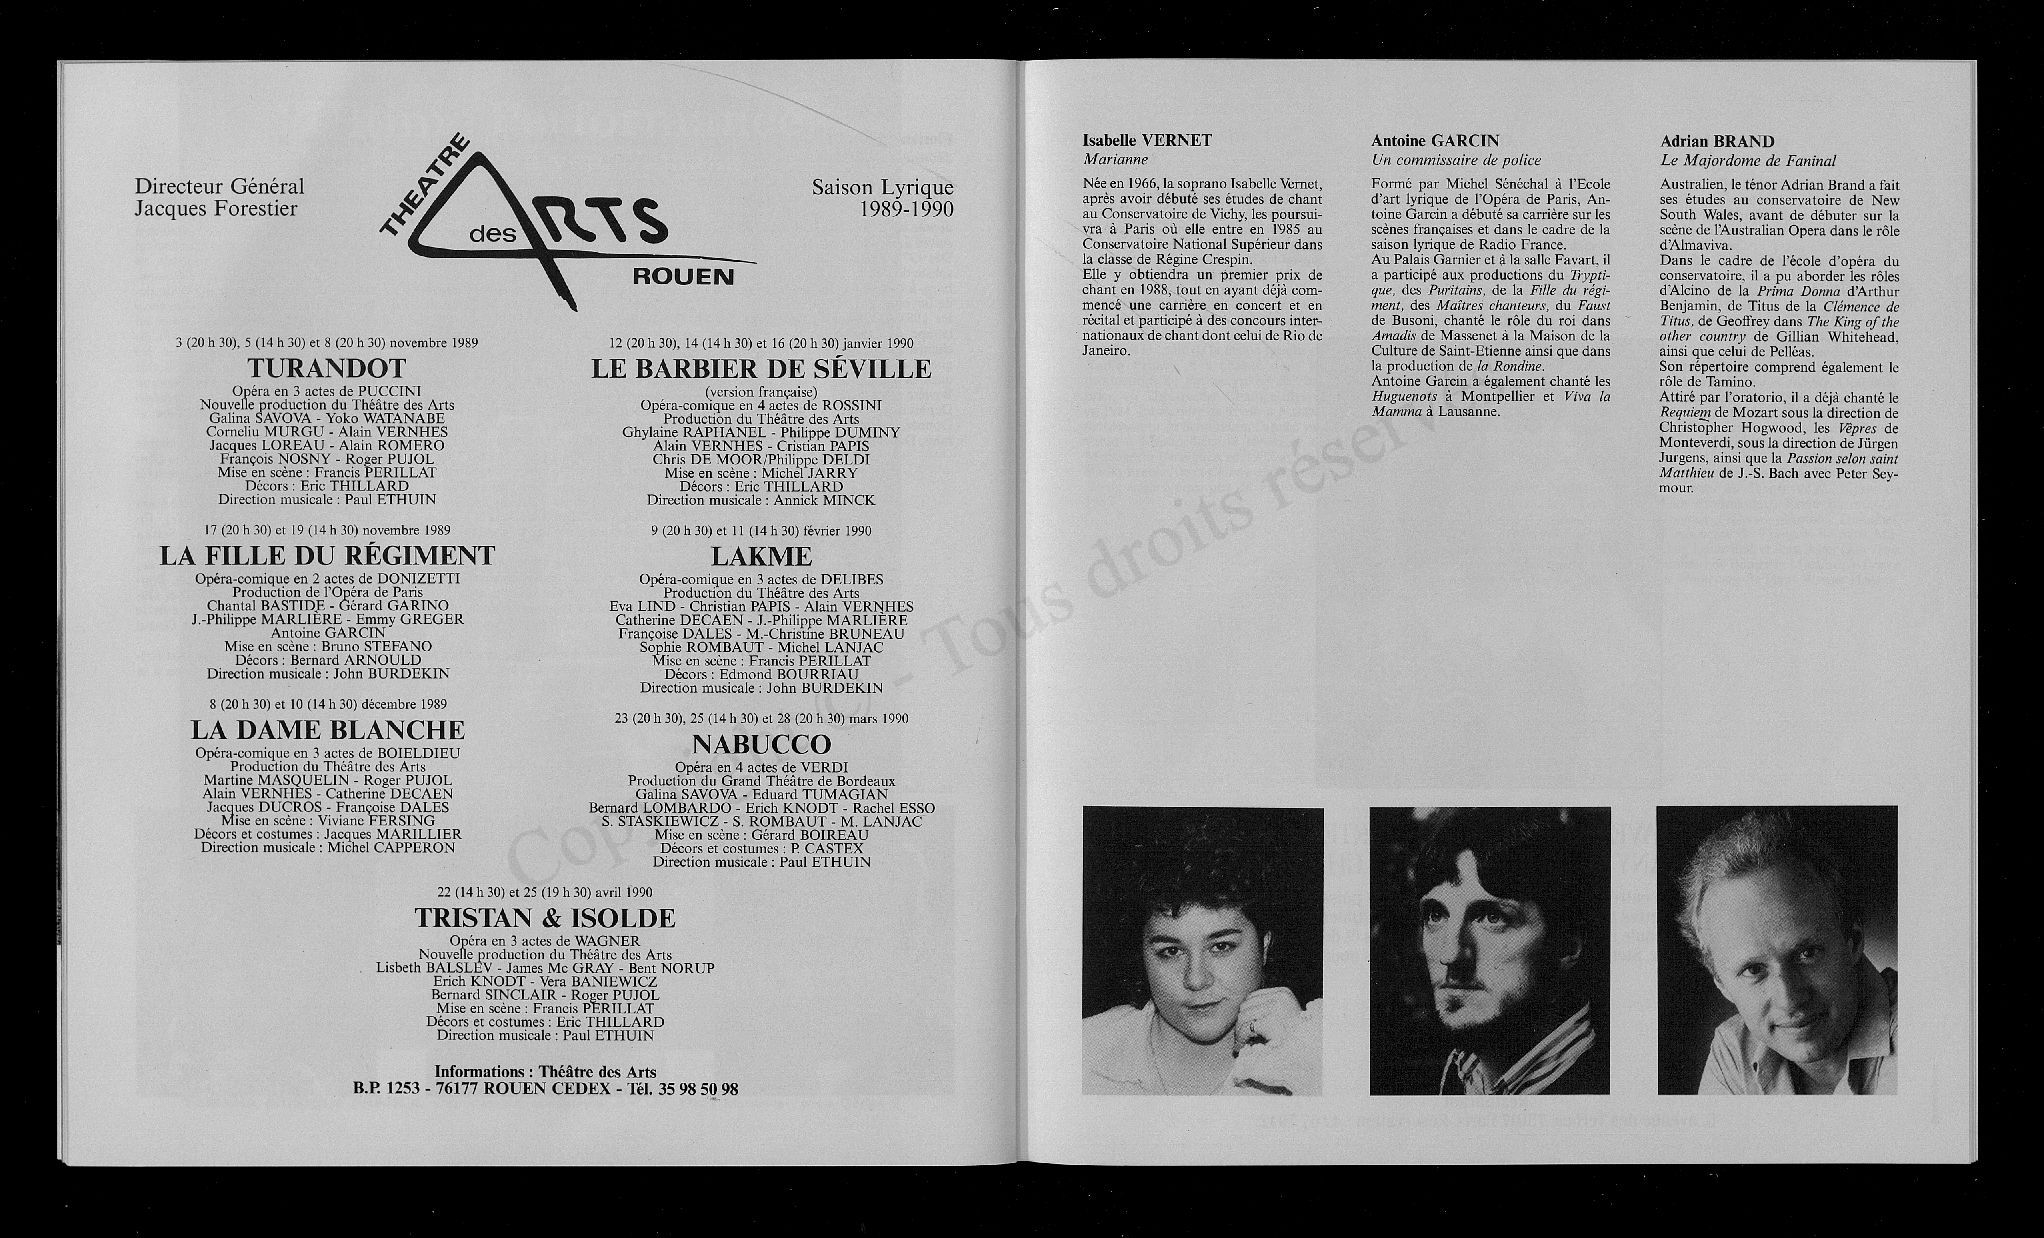 Directeur Général
Jacques Forestier
THEATRE
des ARTS
ROUEN
Saison Lyrique
1989-1990
3 (20 h 30), 5 (14 h 30) et 8 (20 h 30) novembre 1989
TURANDOT
Opéra en 3 actes de PUCCINI
Nouvelle production du Théâtre des Arts
Galina SAVOVA - Yoko WATANABE
Corneliu MURGU - Alain VERNHES
Jacques LOREAU - Alain ROMERO
François NOSNY - Roger PUJOL
Mise en scène : Francis PERILLAT
Décors : Eric THILLARD
Direction musicale : Paul ETHUIN
17 (20 h 30) et 19 (14 h 30) novembre 1989
LA FILLE DU RÉGIMENT
Opéra-comique en 2 actes de DONIZETTI
Production de l'Opéra de Paris
Chantal BASTIDE - Gérard GARINO
J.-Philippe MARLIÈRE - Emmy GREGER
Antoine GARCIN
Mise en scène : Bruno STEFANO
Décors : Bernard ARNOULD
Direction musicale : John BURDEKIN
8 (20 h 30) et 10 (14 h 30) décembre 1989
LA DAME BLANCHE
Opéra-comique en 3 actes de BOIELDIEU
Production du Théâtre des Arts
Martine MASQUELIN - Roger PUJOL
Alain VERNHES - Catherine DECAEN
Jacques DUCROS - Françoise DALES
Mise en scène : Viviane FERSING
Décors et costumes : Jacques MARILLIER
Direction musicale : Michel CAPPERON
12 (20 h 30), 14 (14 h 30) et 16 (20 h 30) janvier 1990
LE BARBIER DE SÉVILLE
(version française)
Opéra-comique en 4 actes de ROSSINI
Production du Théâtre des Arts
Ghylaine RAPHANEL - Philippe DUMINY
Alain VERNHES - Cristian PAPIS
Chris DE MOOR/Philippe DELDI
Mise en scène : Michel JARRY
Décors : Eric THILLARD
Direction musicale : Annick MINCK
9 (20 h 30) et 11 (14 h 30) février 1990
LAKME
Opéra-comique en 3 actes de DELIBES
Production du Théâtre des Arts
Eva LIND - Christian PAPIS - Alain VERNHES
Catherine DECAEN - J.-Philippe MARLIÈRE
Françoise DALES - M.-Christine BRUNEAU
Sophie ROMBAUT - Michel LANJAC
Mise en scène : Francis PERILLAT
Décors : Edmond BOURRIAU
Direction musicale : John BURDEKIN
23 (20 h 30), 25 (14 h 30) et 28 (20 h 30) mars 1990
NABUCCO
Opéra en 4 actes de VERDI
Production du Grand Théâtre de Bordeaux
Galina SAVOVA - Eduard TUMAGIAN
Bernard LOMBARDO - Erich KNODT - Rachel ESSO
S. STASKIEWICZ - S. ROMBAUT - M. LANJAC
Mise en scène : Gérard BOIREAU
Décors et costumes : P. CASTEX
Direction musicale : Paul ETHUIN
22 (14 h 30) et 25 (19 h 30) avril 1990
TRISTAN & ISOLDE
Opéra en 3 actes de WAGNER
Nouvelle production du Théâtre des Arts
Lisbeth BALSLEV - James Mc GRAY - Bent NORUP
Erich KNODT - Vera BANIEWICZ
Bernard SINCLAIR - Roger PUJOL
Mise en scène : Francis PERILLAT
Décors et costumes : Eric THILLARD
Direction musicale : Paul ETHUIN
Informations : Théâtre des Arts
B.P. 1253 - 76177 ROUEN CEDEX - Tél. 35 98 50 98
Isabelle VERNET
Marianne
Née en 1966, la soprano Isabelle Vernet,
après avoir débuté ses études de chant
au Conservatoire de Vichy, les poursui-
vra à Paris où elle entre en 1985 au
Conservatoire National Supérieur dans
la classe de Régine Crespin.
Elle y obtiendra un premier prix de
chant en 1988, tout en ayant déjà com-
mencé une carrière en concert et en
récital et participé à des concours inter-
nationaux de chant dont celui de Rio de
Janeiro.
Antoine GARCIN
Un commissaire de police
Formé par Michel Sénéchal à l'Ecole
d'art lyrique de l'Opéra de Paris, An-
toine Garcin a débuté sa carrière sur les
scènes françaises et dans le cadre de la
saison lyrique de Radio France.
Au Palais Garnier et à la salle Favart, il
a participé aux productions du Trypti-
que, des Puritains, de la Fille du régi-
ment, des Maîtres chanteurs, du Faust
de Busoni, chanté le rôle du roi dans
Amadis de Massenet à la Maison de la
Culture de Saint-Etienne ainsi que dans
la production de la Rondine.
Antoine Garcin a également chanté les
Huguenots à Montpellier et Viva la
Mamma à Lausanne.
Adrian BRAND
Le Majordome de Faninal
Australien, le ténor Adrian Brand a fait
ses études au conservatoire de New
South Wales, avant de débuter sur la
scène de l'Australian Opera dans le rôle
d'Almaviva.
Dans le cadre de l'école d'opéra du
conservatoire, il a pu aborder les rôles
d'Alcino de la Prima Donna d'Arthur
Benjamin, de Titus de la Clémence de
Titus, de Geoffrey dans The King of the
other country de Gillian Whitehead,
ainsi que celui de Pelléas.
Son répertoire comprend également le
rôle de Tamino.
Attiré par l'oratorio, il a déjà chanté le
Requiem de Mozart sous la direction de
Christopher Hogwood, les Vêpres de
Monteverdi, sous la direction de Jürgen
Jurgens, ainsi que la Passion selon saint
Matthieu de J.-S. Bach avec Peter Sey-
mour.
© - Tous droits réserv